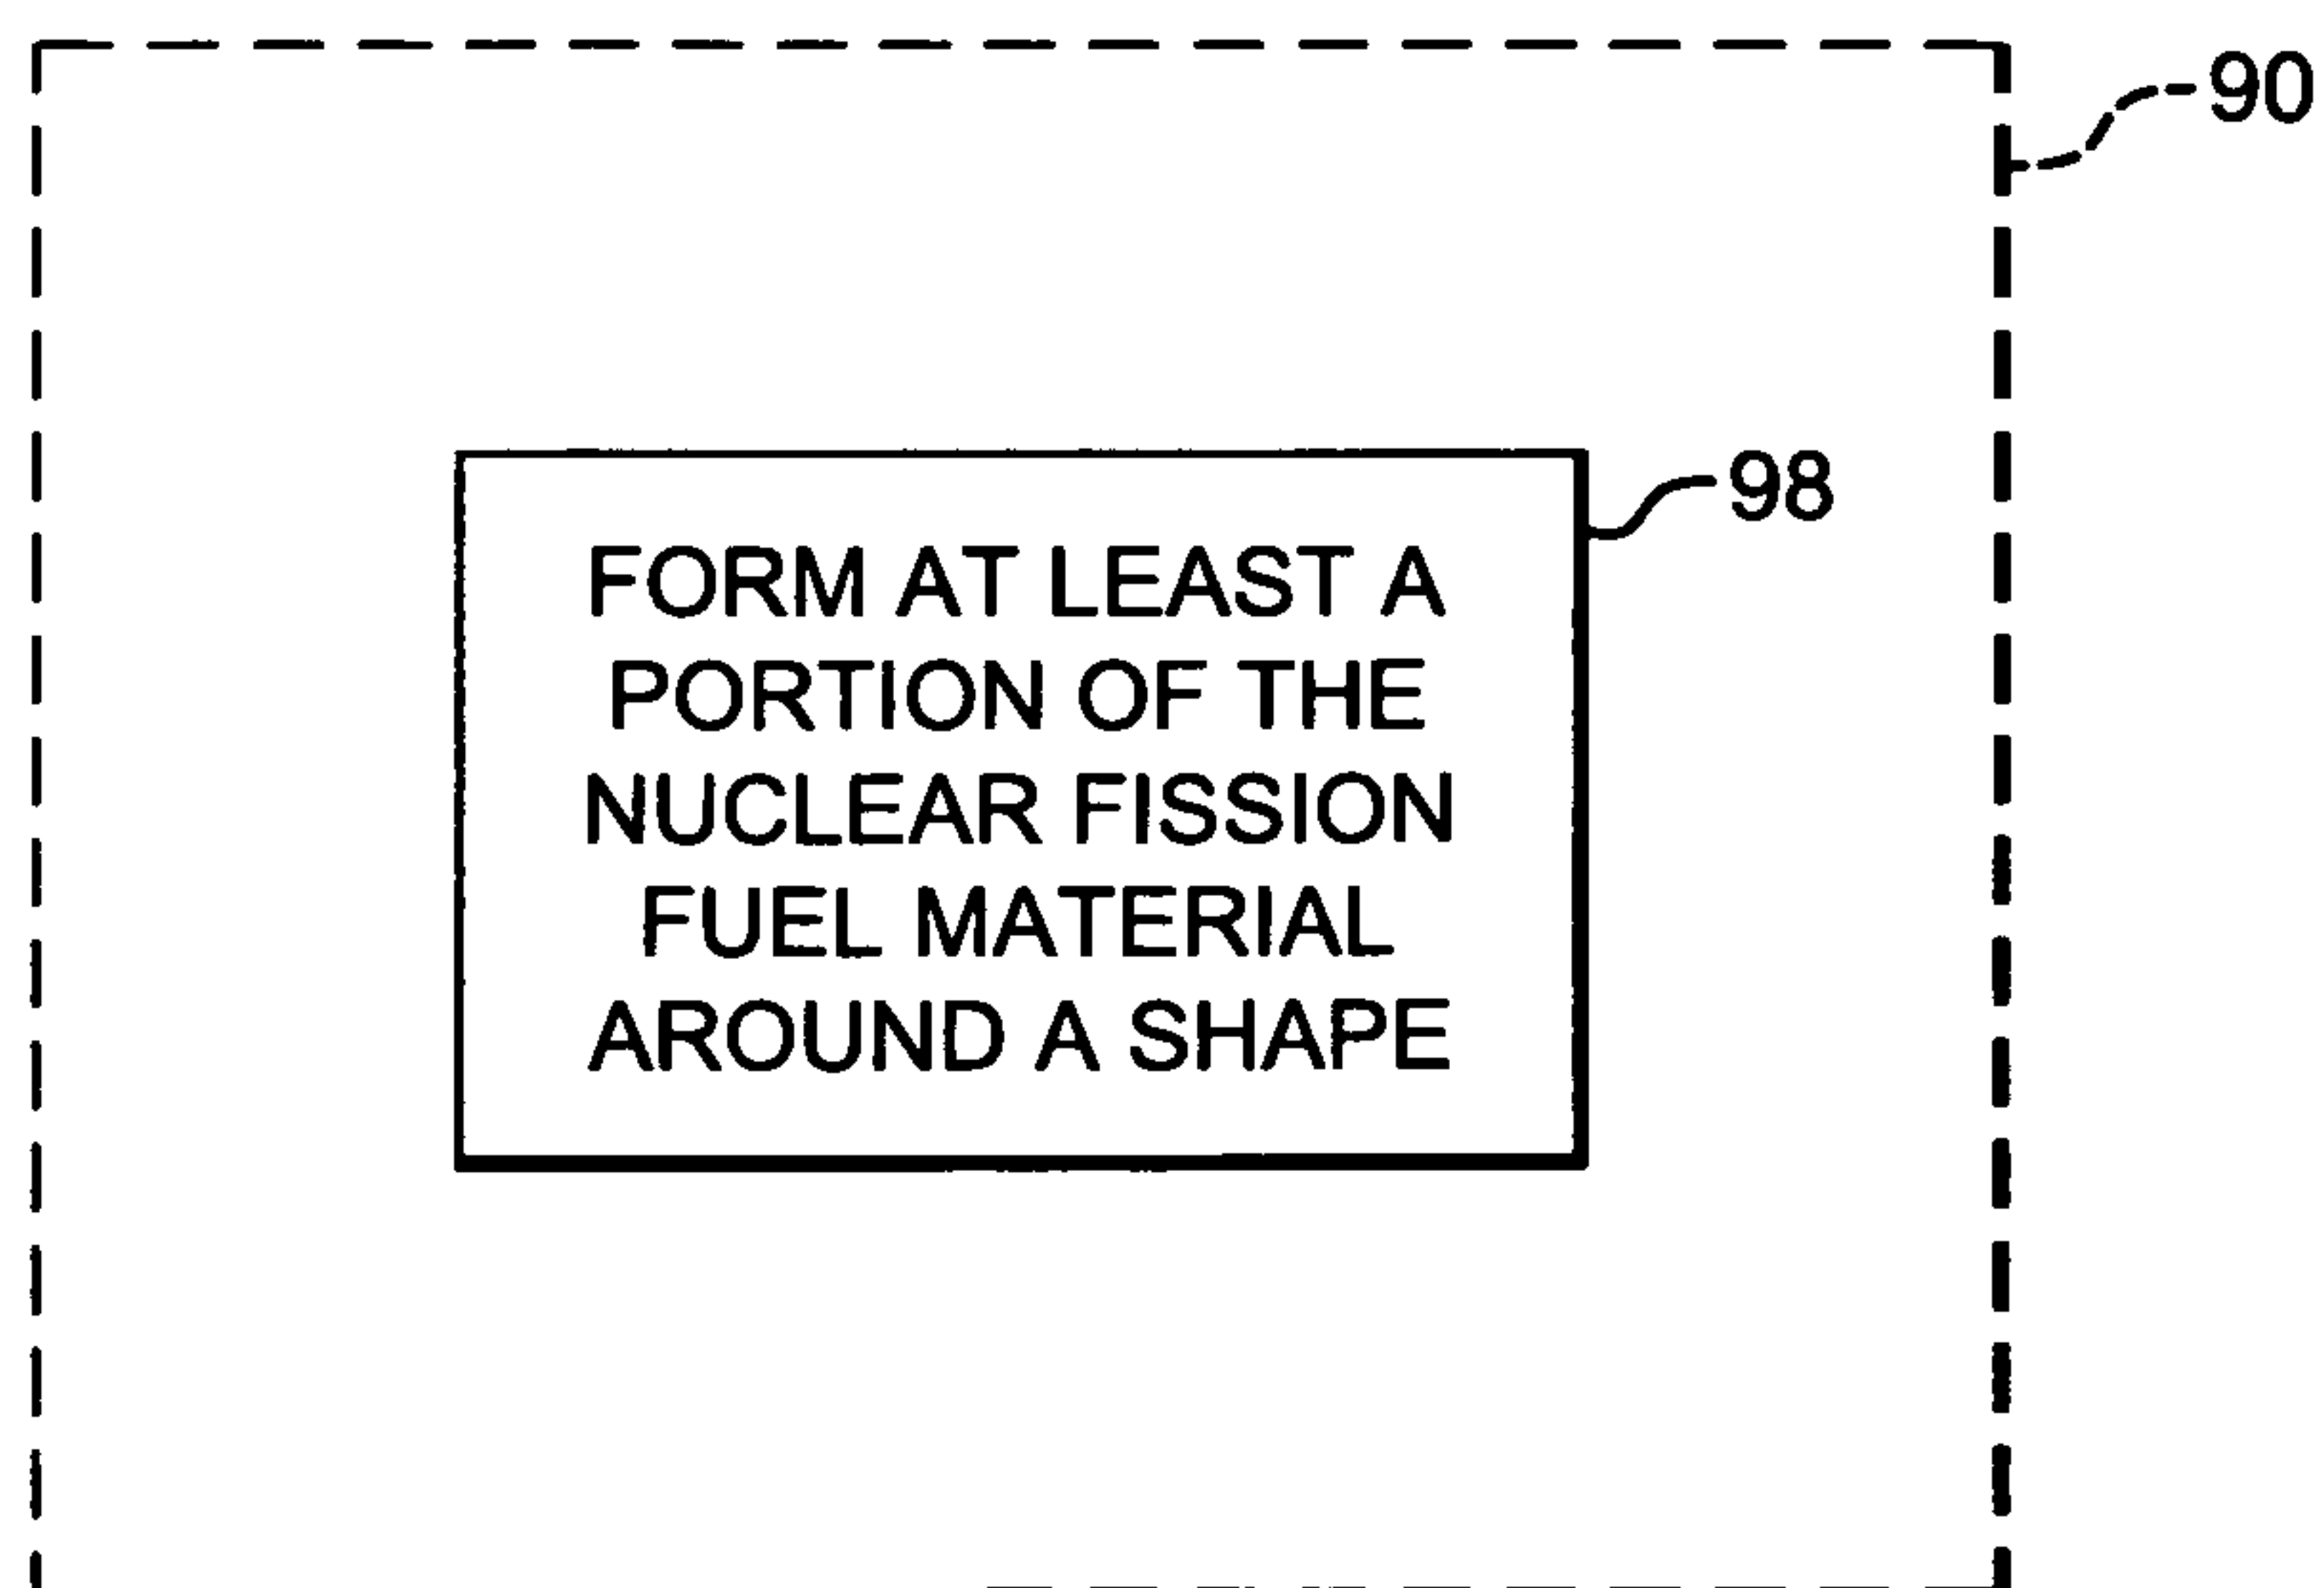 90
98
FORM AT LEAST A
PORTION OF THE
NUCLEAR FISSION
FUEL MATERIAL
AROUND A SHAPE